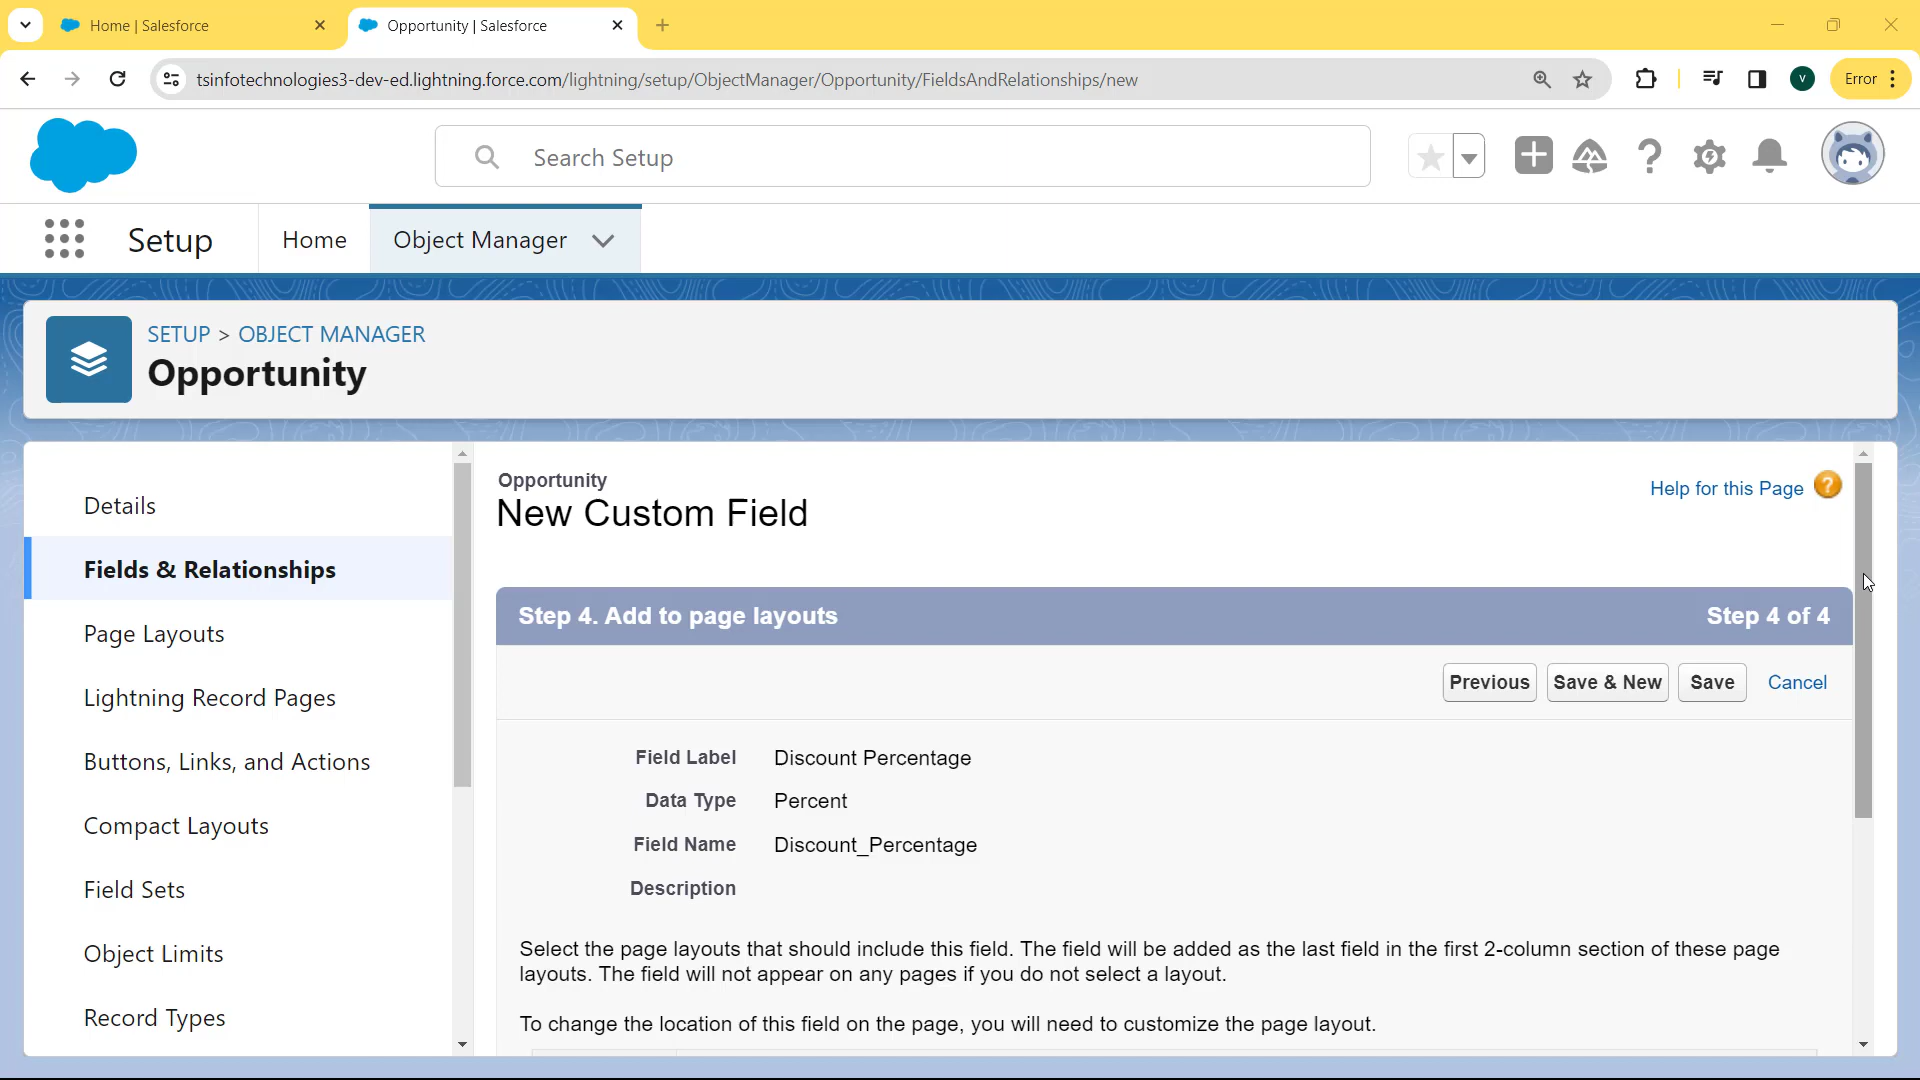 Home | Salesforce
Opportunity | Salesforce
tsinfotechnologies3-dev-ed.lightning.force.com/lightning/setup/ObjectManager/Opportunity/FieldsAndRelationships/new
V
Error
Search Setup
Setup
Home
Object Manager
SETUP > OBJECT MANAGER
Opportunity
Details
Fields & Relationships
Page Layouts
Lightning Record Pages
Buttons, Links, and Actions
Compact Layouts
Field Sets
Object Limits
Record Types
Opportunity
New Custom Field
Help for this Page ?
Step 4. Add to page layouts
Step 4 of 4
Previous
Save & New
Save
Cancel
Field Label Discount Percentage
Data Type Percent
Field Name Discount_Percentage
Description
Select the page layouts that should include this field. The field will be added as the last field in the first 2-column section of these page
layouts. The field will not appear on any pages if you do not select a layout.
To change the location of this field on the page, you will need to customize the page layout.